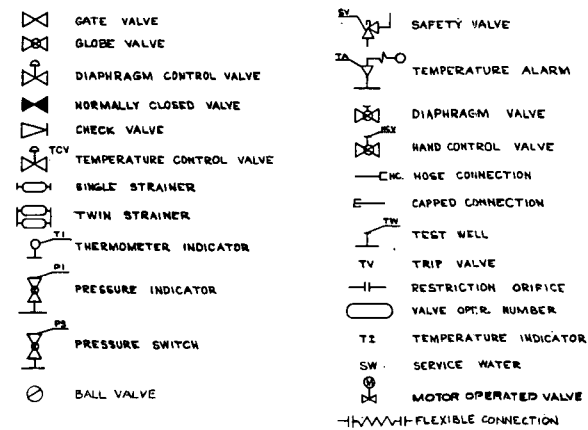 GATE VALVE
GLOBE VALVE
DIAPHRAGM CONTROL VALVE
NORMALLY CLOSED VALVE
CHECK VALVE
TCV TEMPERATURE CONTROL VALVE
SINGLE STRAINER
TWIN STRAINER
TI THERMOMETER INDICATOR
PI PRESSURE INDICATOR
PS PRESSURE SWITCH
BALL VALVE
SV SAFETY VALVE
TA TEMPERATURE ALARM
DIAPHRAGM VALVE
HSV HAND CONTROL VALVE
HC. HOSE CONNECTION
CAPPED CONNECTION
TW TEST WELL
TV TRIP VALVE
RESTRICTION ORIFICE
VALVE OPT.R. NUMBER
TI TEMPERATURE INDICATOR
SW. SERVICE WATER
M MOTOR OPERATED VALVE
FLEXIBLE CONNECTION